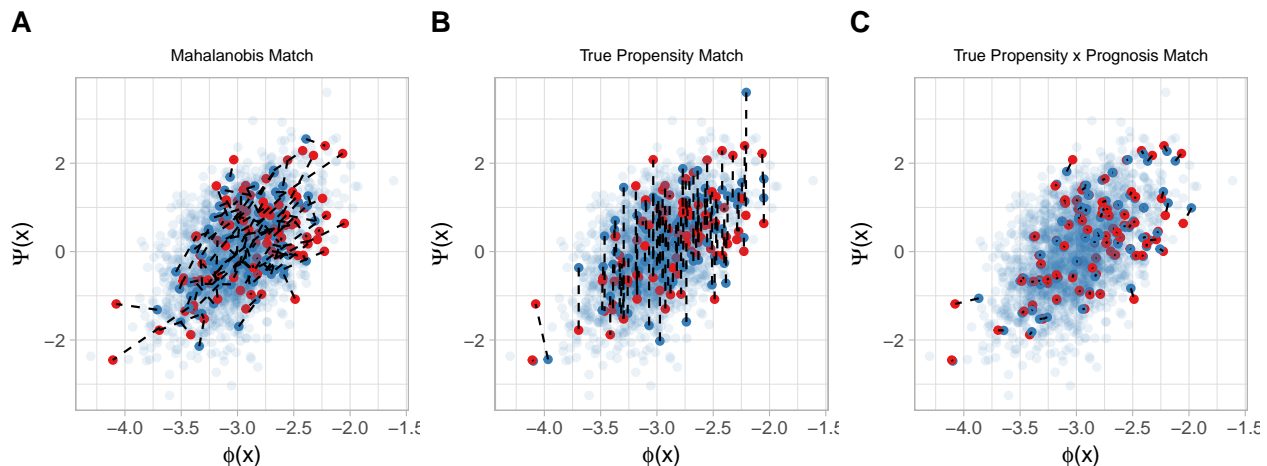 A B C
Mahalanobis Match True Propensity Match True Propensity x Prognosis Match
2 2 2
Ψ(x) Ψ(x) Ψ(x)
0 0 0
−2 −2 −2
−4.0 −3.5 −3.0 −2.5 −2.0 −1.5 −4.0 −3.5 −3.0 −2.5 −2.0 −1.5 −4.0 −3.5 −3.0 −2.5 −2.0 −1.5
ϕ(x) ϕ(x) ϕ(x)